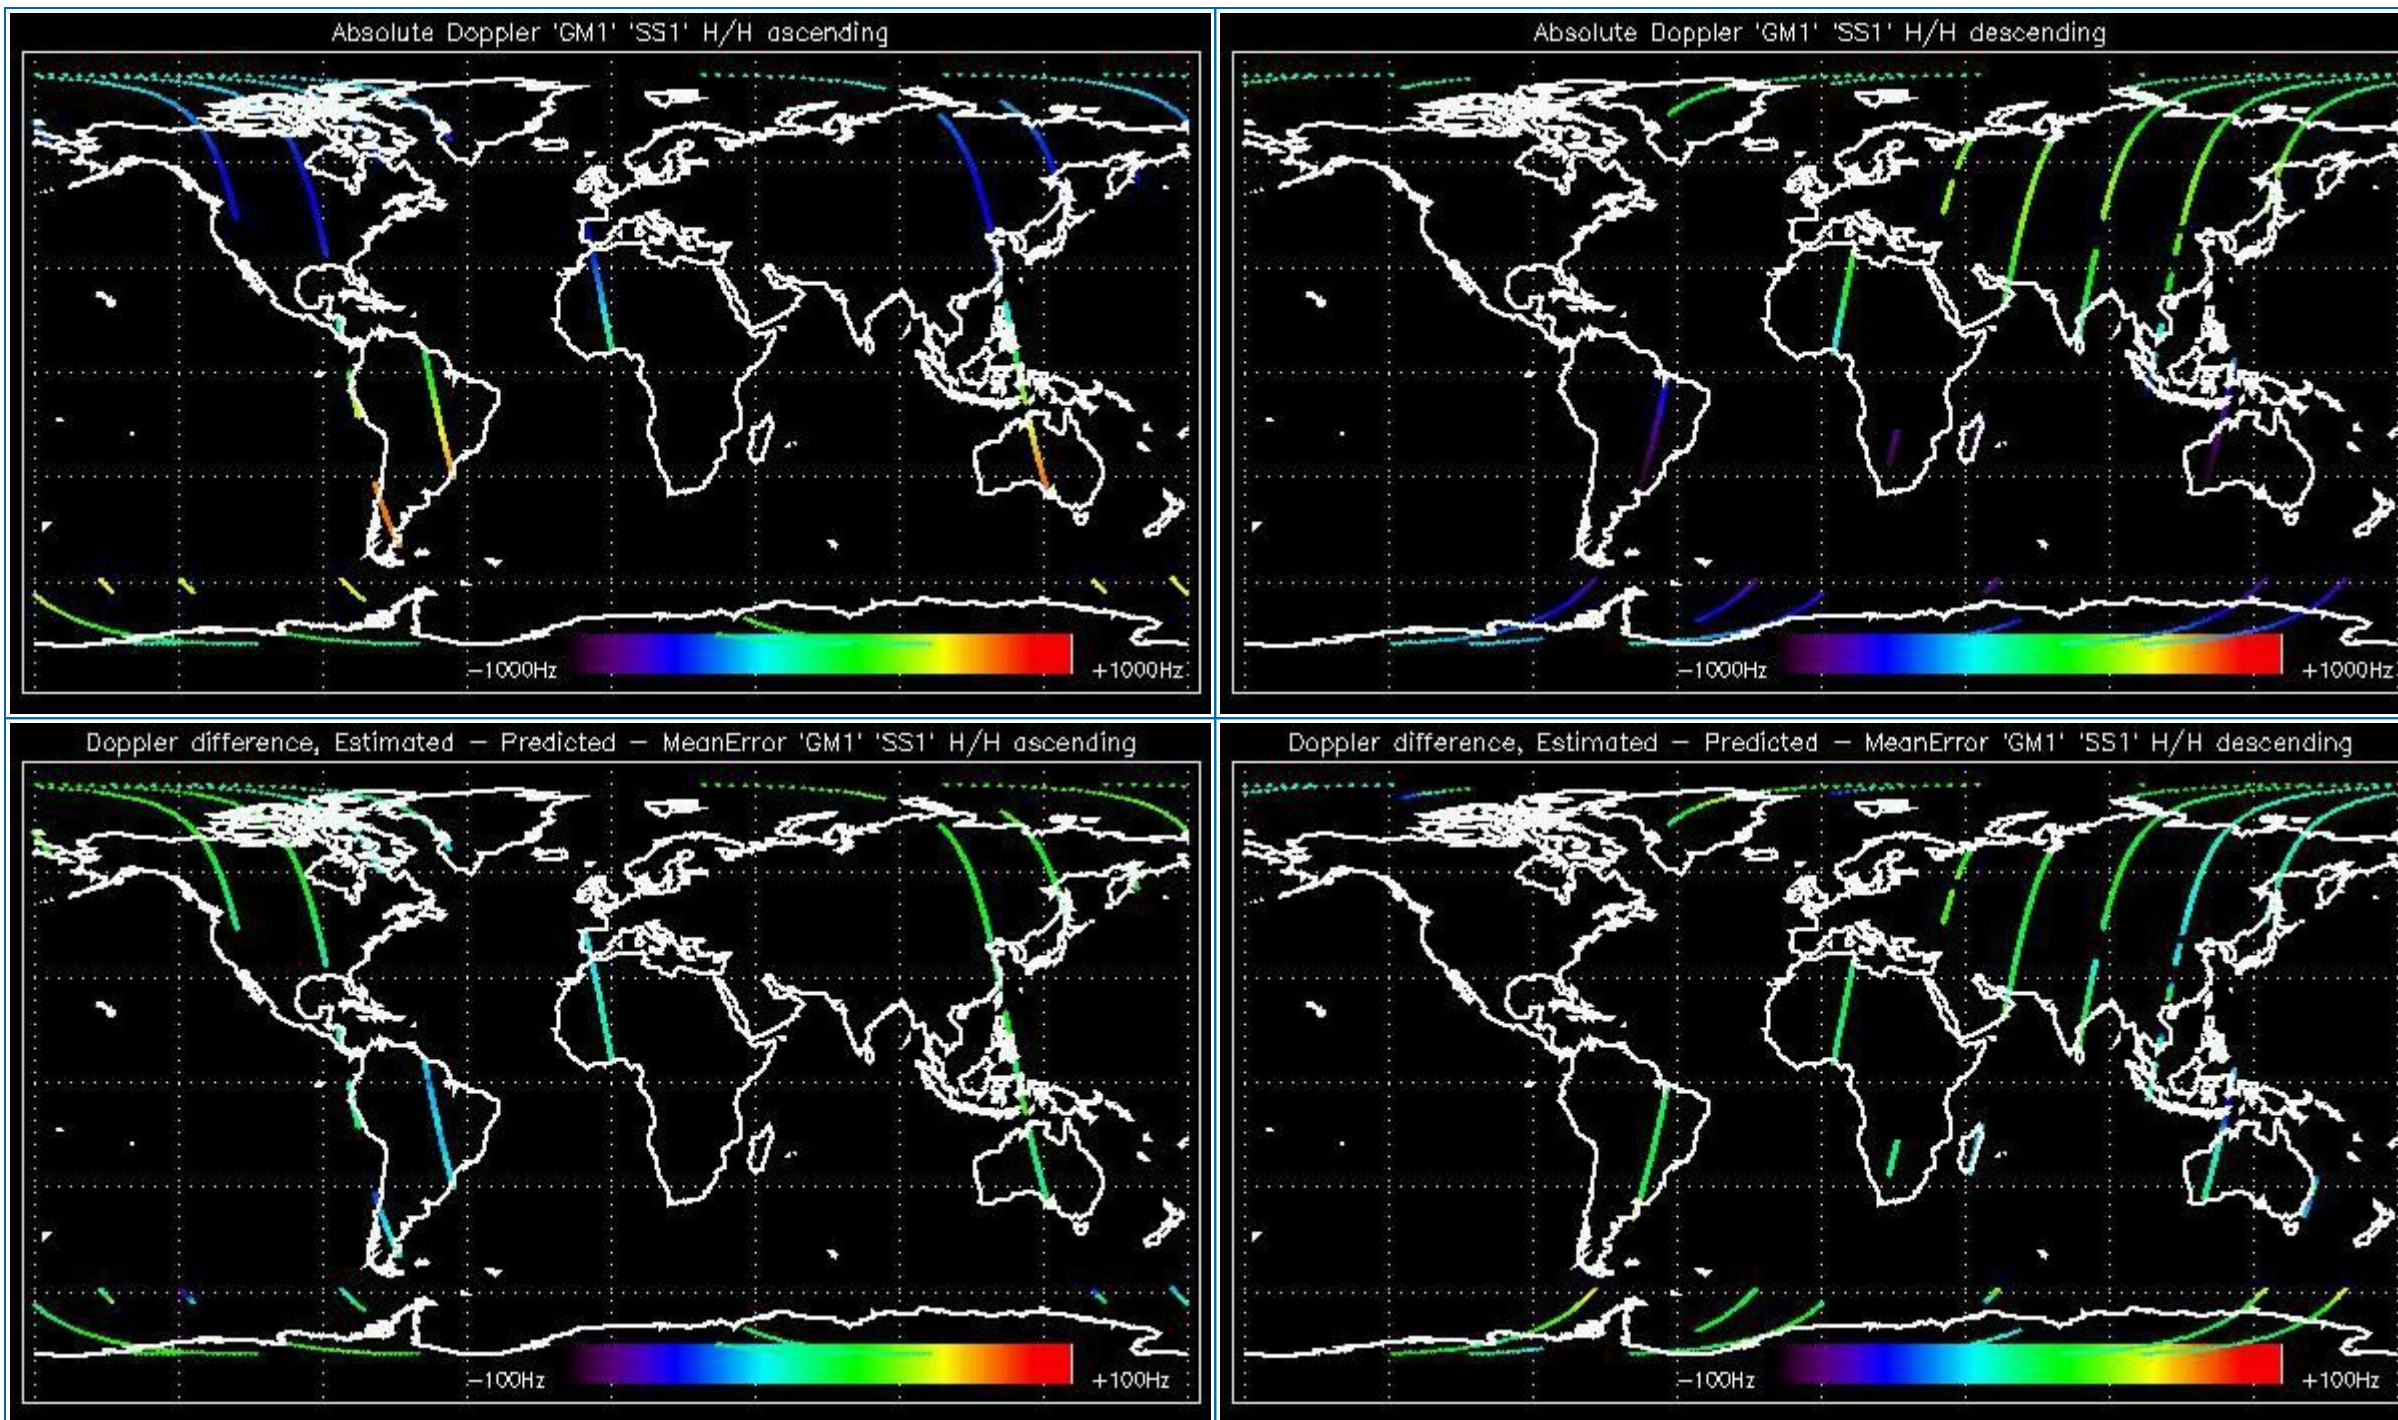 Absolute Doppler 'GM1' 'SS1' H/H ascending
−1000Hz
+1000Hz
Absolute Doppler 'GM1' 'SS1' H/H descending
−1000Hz
+1000Hz
Doppler difference, Estimated − Predicted − MeanError 'GM1' 'SS1' H/H ascending
−100Hz
+100Hz
Doppler difference, Estimated − Predicted − MeanError 'GM1' 'SS1' H/H descending
−100Hz
+100Hz